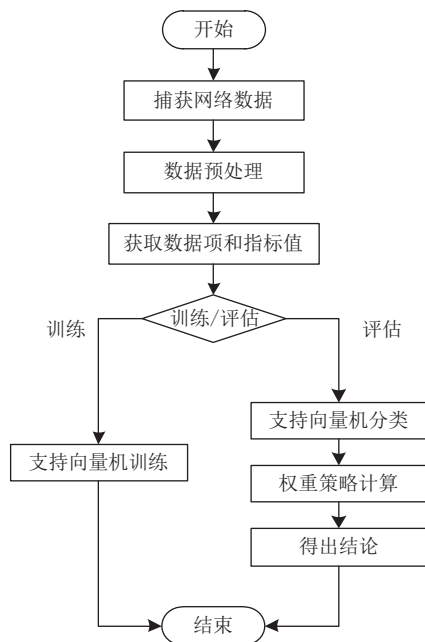 开始
捕获网络数据
数据预处理
获取数据项和指标值
训练/评估
训练
评估
支持向量机分类
支持向量机训练
权重策略计算
得出结论
结束